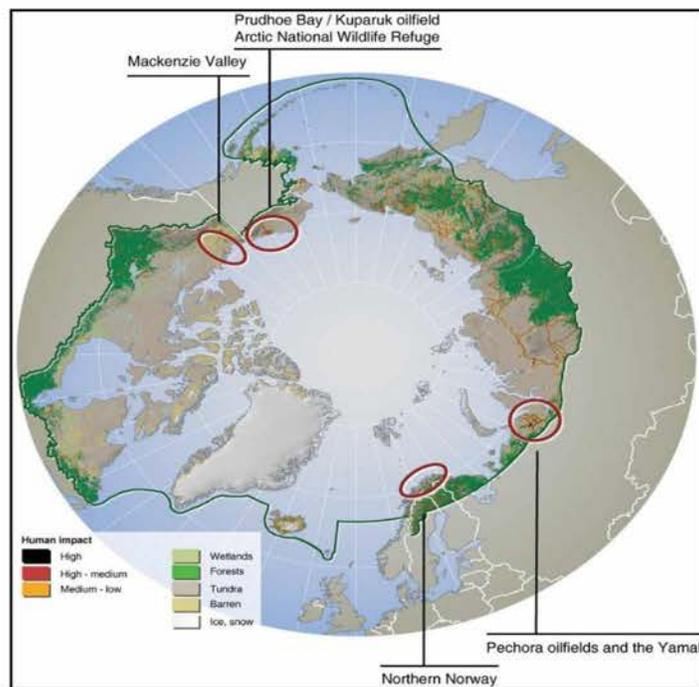 Prudhoe Bay / Kuparuk oilfield
Arctic National Wildlife Refuge
Mackenzie Valley
Human impact
High
High - medium
Medium - low
Wetlands
Forests
Tundra
Barren
Ice, snow
Pechora oilfields and the Yamal
Northern Norway